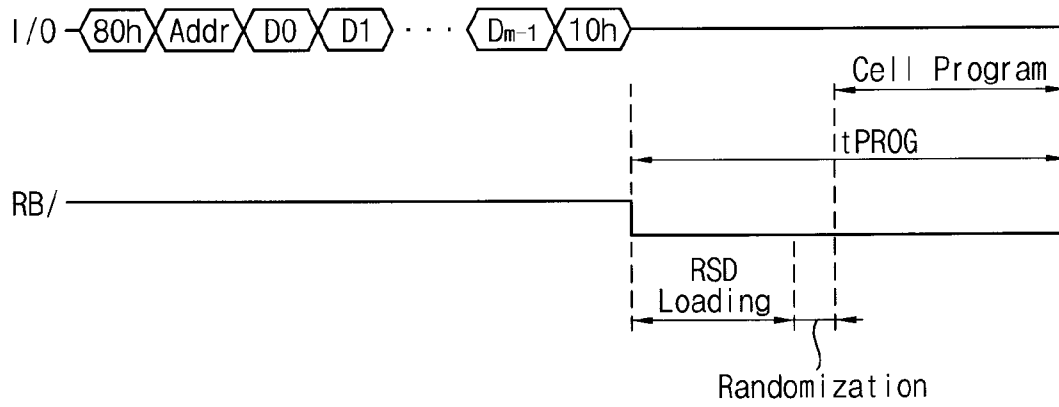 I/O 80h Addr D0 D1 · · · Dm-1 10h
Cell Program
tPROG
RB/
RSD
Loading
Randomization